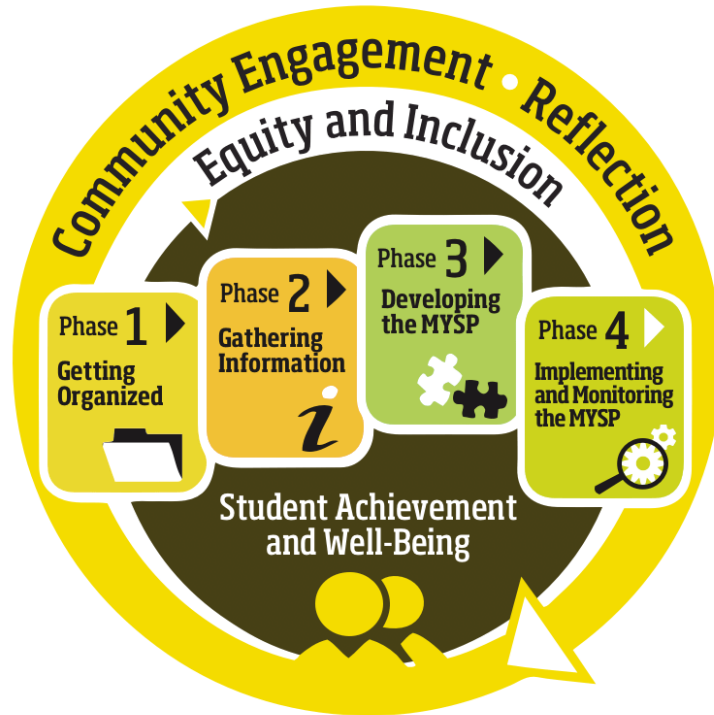 Community Engagement • Reflection
Equity and Inclusion
Phase 1
Getting
Organized
Phase 2
Gathering
Information
i
Phase 3
Developing
the MYSP
Phase 4
Implementing
and Monitoring
the MYSP
Student Achievement
and Well-Being